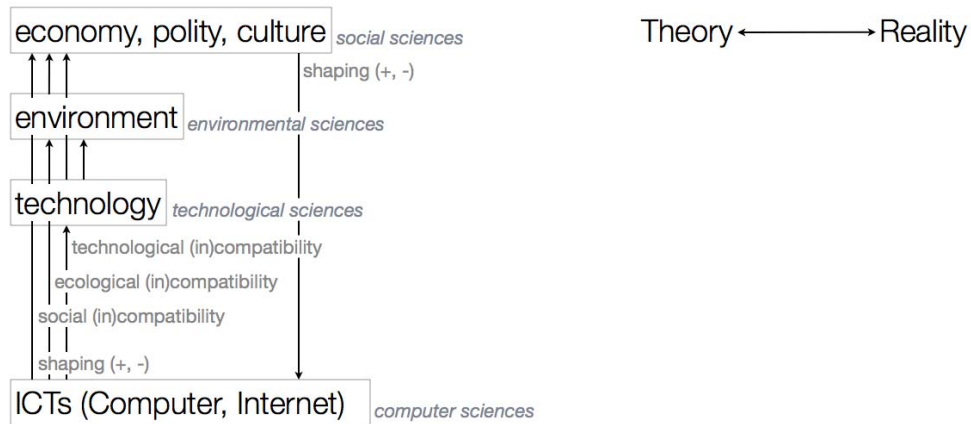 economy, polity, culture social sciences
Theory Reality
shaping (+, -)
environment environmental sciences
technology technological sciences
technological (in)compatibility
ecological (in)compatibility
social (in)compatibility
shaping (+, -)
ICTs (Computer, Internet) computer sciences